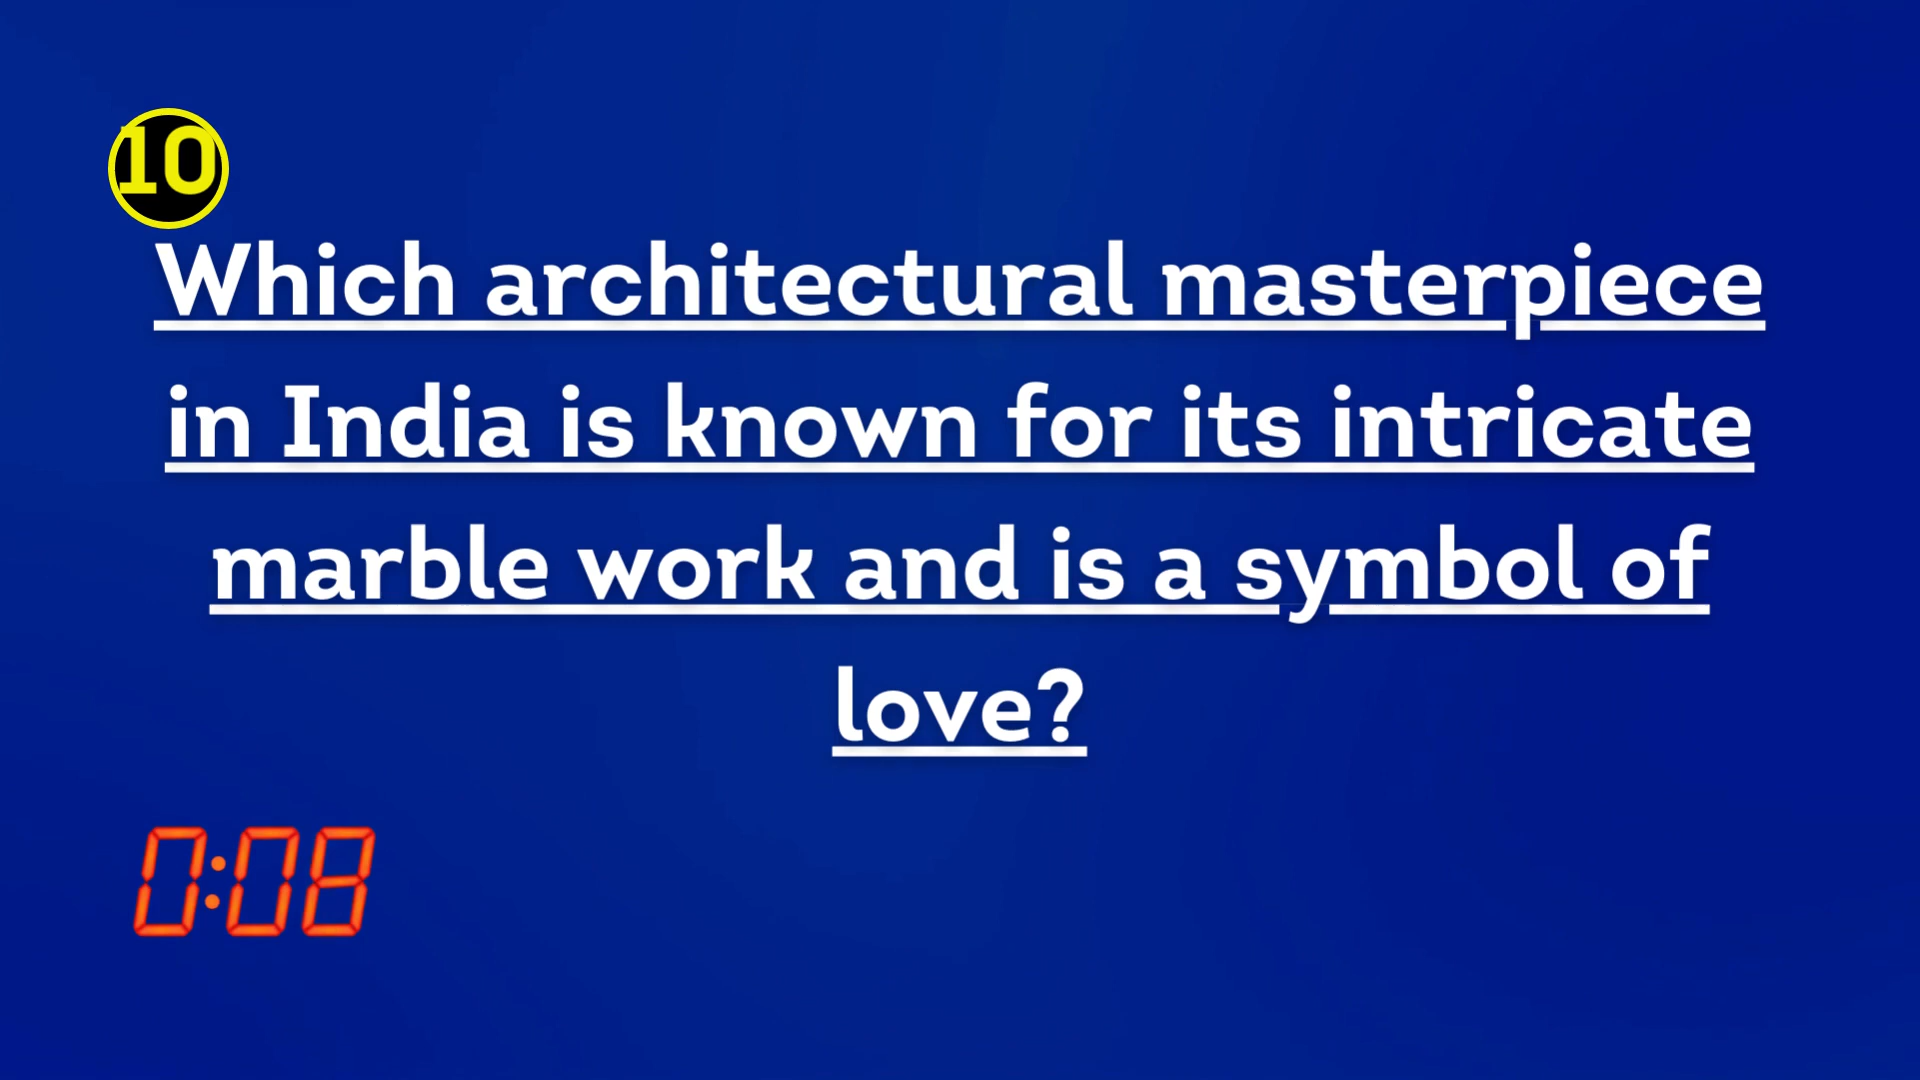 10
Which architectural masterpiece
in India is known for its intricate
marble work and is a symbol of
love?
0:08